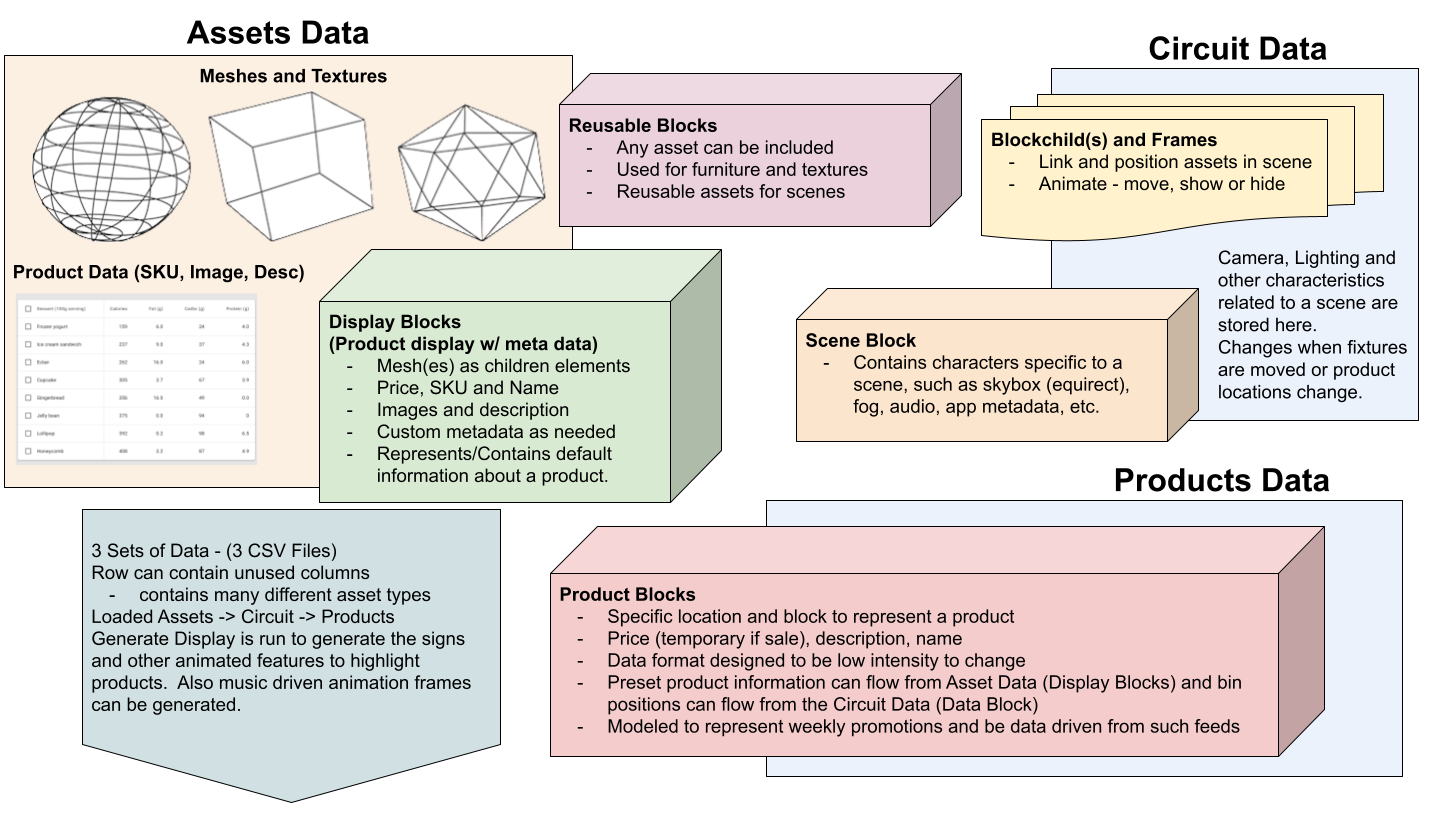 Assets Data
Meshes and Textures
Product Data (SKU, Image, Desc)
Dessert (100g serving) Calories Fat (g) Carbs (g) Protein (g)
Frozen yogurt 159 6.0 24 4.0
Ice cream sandwich 237 9.0 37 4.3
Eclair 262 16.0 24 6.0
Cupcake 305 3.7 67 3.9
Gingerbread 356 16.0 49 0.0
Jelly bean 375 0.0 94 0
Lollipop 392 0.2 98 6.5
Honeycomb 408 3.2 87 4.9
Reusable Blocks
- Any asset can be included
- Used for furniture and textures
- Reusable assets for scenes
Display Blocks
(Product display w/ meta data)
- Mesh(es) as children elements
- Price, SKU and Name
- Images and description
- Custom metadata as needed
- Represents/Contains default
information about a product.
Circuit Data
Blockchild(s) and Frames
- Link and position assets in scene
- Animate - move, show or hide
Camera, Lighting and
other characteristics
related to a scene are
stored here.
Changes when fixtures
are moved or product
locations change.
Scene Block
- Contains characters specific to a
scene, such as skybox (equirect),
fog, audio, app metadata, etc.
3 Sets of Data - (3 CSV Files)
Row can contain unused columns
- contains many different asset types
Loaded Assets -> Circuit -> Products
Generate Display is run to generate the signs
and other animated features to highlight
products.  Also music driven animation frames
can be generated.
Products Data
Product Blocks
- Specific location and block to represent a product
- Price (temporary if sale), description, name
- Data format designed to be low intensity to change
- Preset product information can flow from Asset Data (Display Blocks) and bin
positions can flow from the Circuit Data (Data Block)
- Modeled to represent weekly promotions and be data driven from such feeds